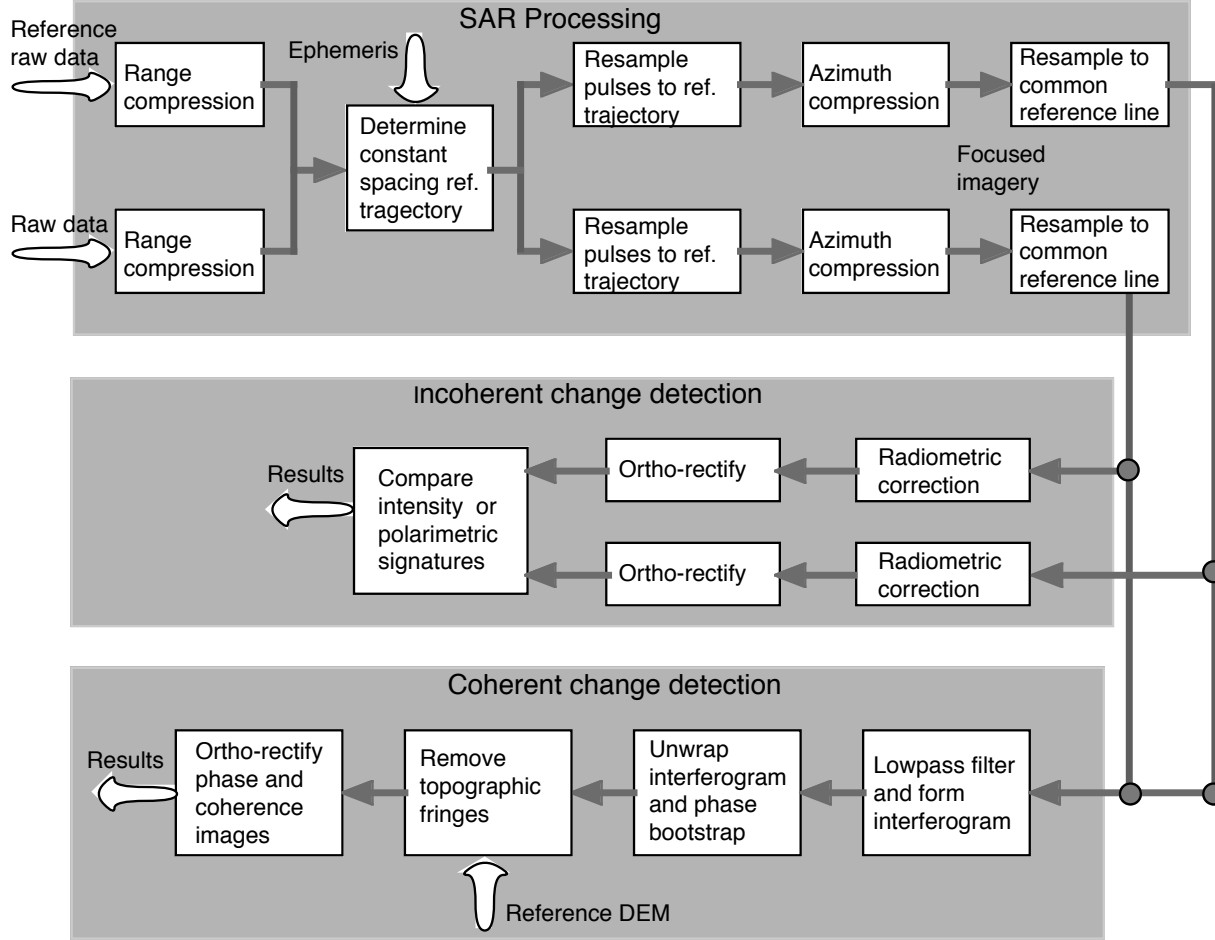 SAR Processing
Reference
raw data
Ephemeris
Range
compression
Determine
constant
spacing ref.
tragectory
Resample
pulses to ref.
trajectory
Azimuth
compression
Resample to
common
reference line
Focused
imagery
Raw data
Range
compression
Resample
pulses to ref.
trajectory
Azimuth
compression
Resample to
common
reference line
Incoherent change detection
Results
Compare
intensity or
polarimetric
signatures
Ortho-rectify
Radiometric
correction
Ortho-rectify
Radiometric
correction
Coherent change detection
Results
Ortho-rectify
phase and
coherence
images
Remove
topographic
fringes
Unwrap
interferogram
and phase
bootstrap
Lowpass filter
and form
interferogram
Reference DEM